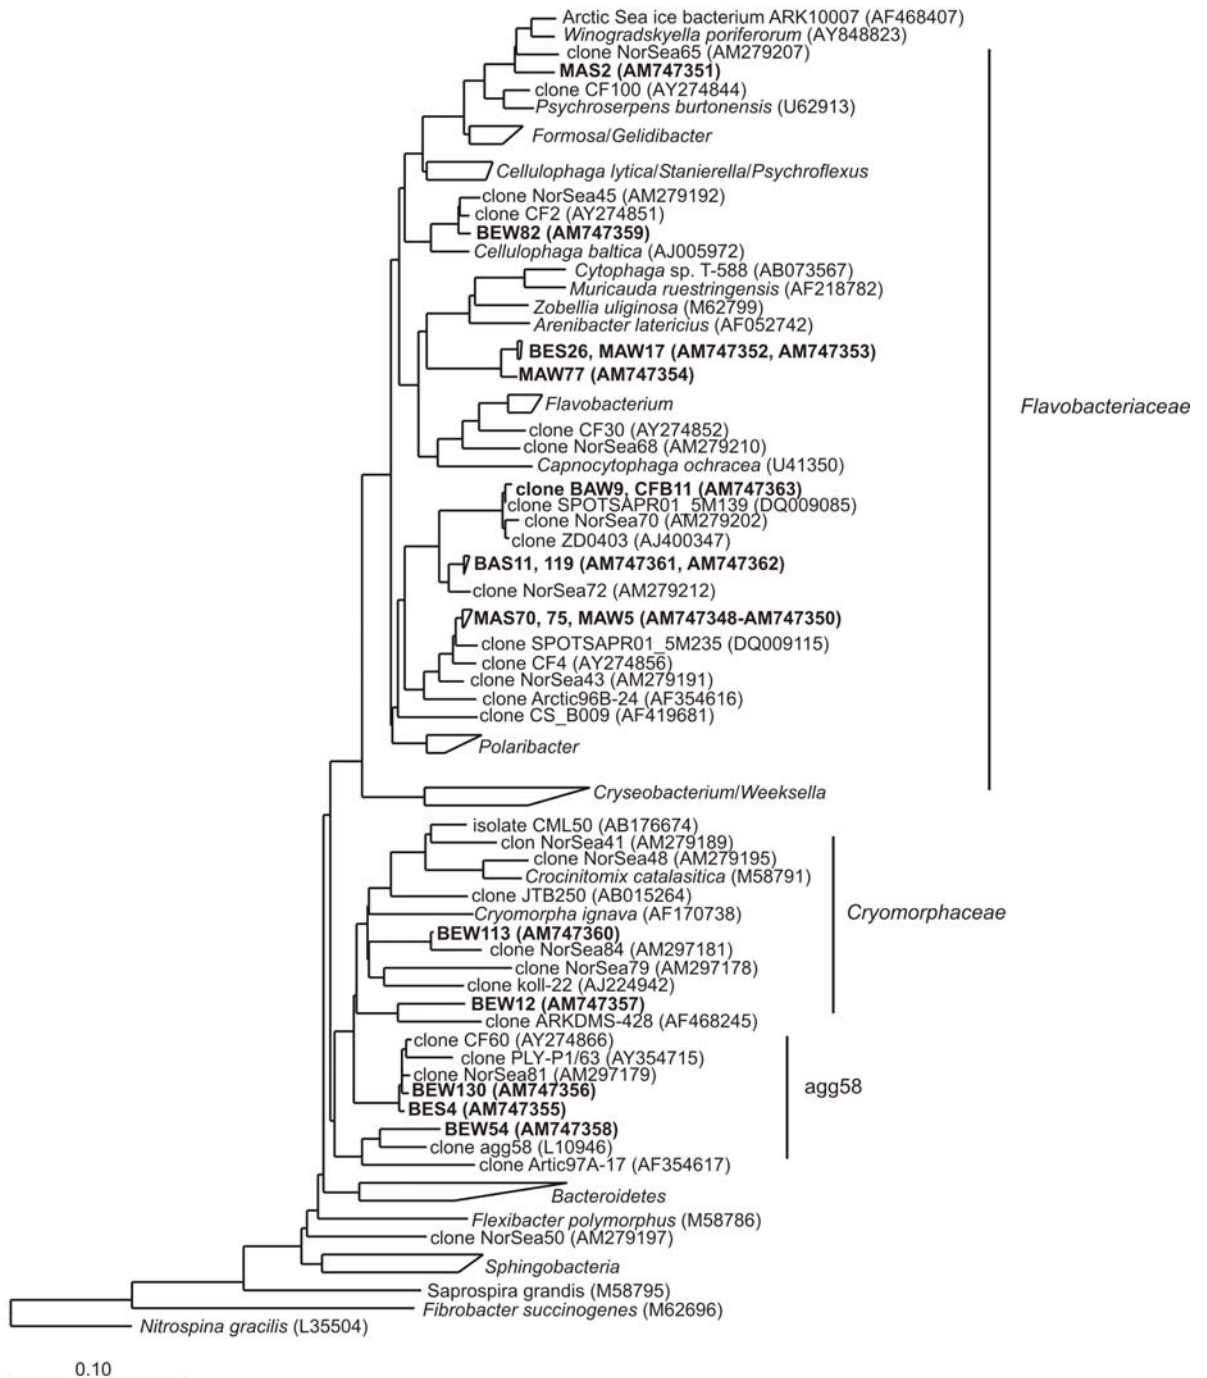 Arctic Sea ice bacterium ARK10007 (AF468407)
Winogradskyella poriferorum (AY848823)
clone NorSea65 (AM279207)
MAS2 (AM747351)
clone CF100 (AY274844)
Psychroserpens burtonensis (U62913)
Formosa/Gelidibacter
Cellulophaga lytica/Stanierella/Psychroflexus
clone NorSea45 (AM279192)
clone CF2 (AY274851)
BEW82 (AM747359)
Cellulophaga baltica (AJ005972)
Cytophaga sp. T-588 (AB073567)
Muricauda ruestringensis (AF218782)
Zobellia uliginosa (M62799)
Arenibacter latericius (AF052742)
BES26, MAW17 (AM747352, AM747353)
MAW77 (AM747354)
Flavobacterium
Flavobacteriaceae
clone CF30 (AY274852)
clone NorSea68 (AM279210)
Capnocytophaga ochracea (U41350)
clone BAW9, CFB11 (AM747363)
clone SPOTSAPR01_5M139 (DQ009085)
clone NorSea70 (AM279202)
clone ZD0403 (AJ400347)
BAS11, 119 (AM747361, AM747362)
clone NorSea72 (AM279212)
MAS70, 75, MAW5 (AM747348-AM747350)
clone SPOTSAPR01_5M235 (DQ009115)
clone CF4 (AY274856)
clone NorSea43 (AM279191)
clone Arctic96B-24 (AF354616)
clone CS_B009 (AF419681)
Polaribacter
Cryseobacterium/Weeksella
isolate CML50 (AB176674)
clon NorSea41 (AM279189)
clone NorSea48 (AM279195)
Crocinitomix catalasitica (M58791)
clone JTB250 (AB015264)
Cryomorpha ignava (AF170738)
Cryomorphaceae
BEW113 (AM747360)
clone NorSea84 (AM297181)
clone NorSea79 (AM297178)
clone koll-22 (AJ224942)
BEW12 (AM747357)
clone ARKDMS-428 (AF468245)
clone CF60 (AY274866)
clone PLY-P1/63 (AY354715)
clone NorSea81 (AM297179)
agg58
BEW130 (AM747356)
BES4 (AM747355)
BEW54 (AM747358)
clone agg58 (L10946)
clone Artic97A-17 (AF354617)
Bacteroidetes
Flexibacter polymorphus (M58786)
clone NorSea50 (AM279197)
Sphingobacteria
Saprospira grandis (M58795)
Fibrobacter succinogenes (M62696)
Nitrospina gracilis (L35504)
0.10